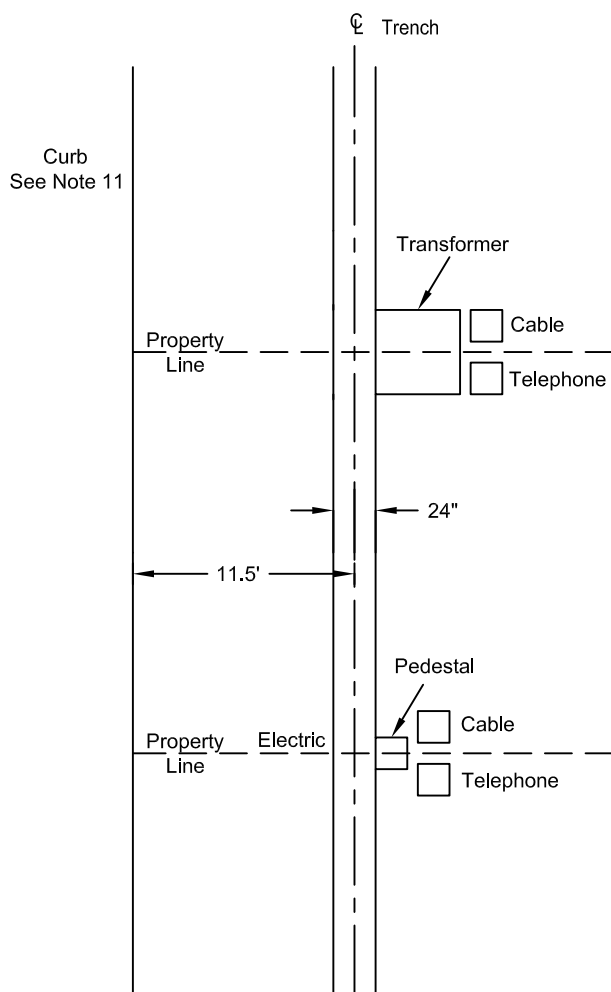 ℄ Trench
Curb
See Note 11
Transformer
Cable
Property
Line
Telephone
24"
11.5'
Pedestal
Cable
Property
Line
Electric
Telephone